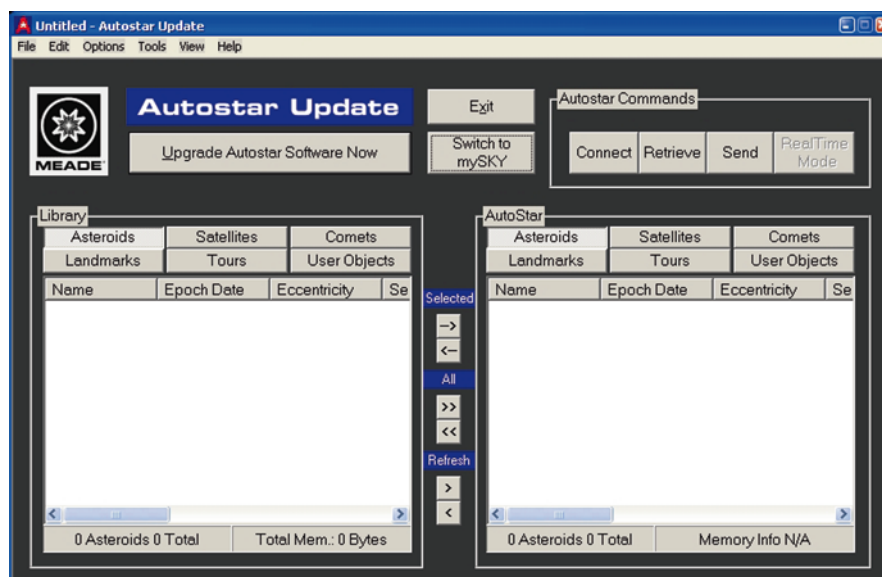 Untitled - Autostar Update
File Edit Options Tools View Help
MEADE
Autostar Update
Upgrade Autostar Software Now
Exit
Switch to
mySKY
Autostar Commands
Connect Retrieve Send RealTime
Mode
Library
Asteroids Satellites Comets
Landmarks Tours User Objects
Name Epoch Date Eccentricity Se
0 Asteroids 0 Total Total Mem.: 0 Bytes
Selected
-->
<--
All
>>
<<
Refresh
>
<
AutoStar
Asteroids Satellites Comets
Landmarks Tours User Objects
Name Epoch Date Eccentricity Se
0 Asteroids 0 Total Memory Info N/A